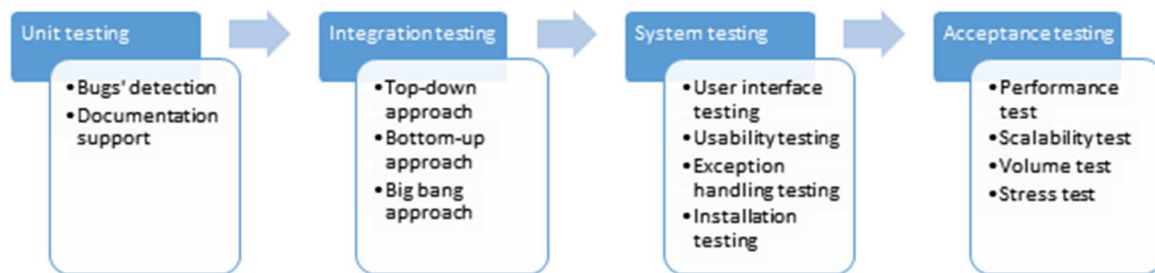 Unit testing
• Bugs' detection
• Documentation
support
Integration testing
• Top-down
approach
• Bottom-up
approach
• Big bang
approach
System testing
• User interface
testing
• Usability testing
• Exception
handling testing
• Installation
testing
Acceptance testing
• Performance
test
• Scalability test
• Volume test
• Stress test